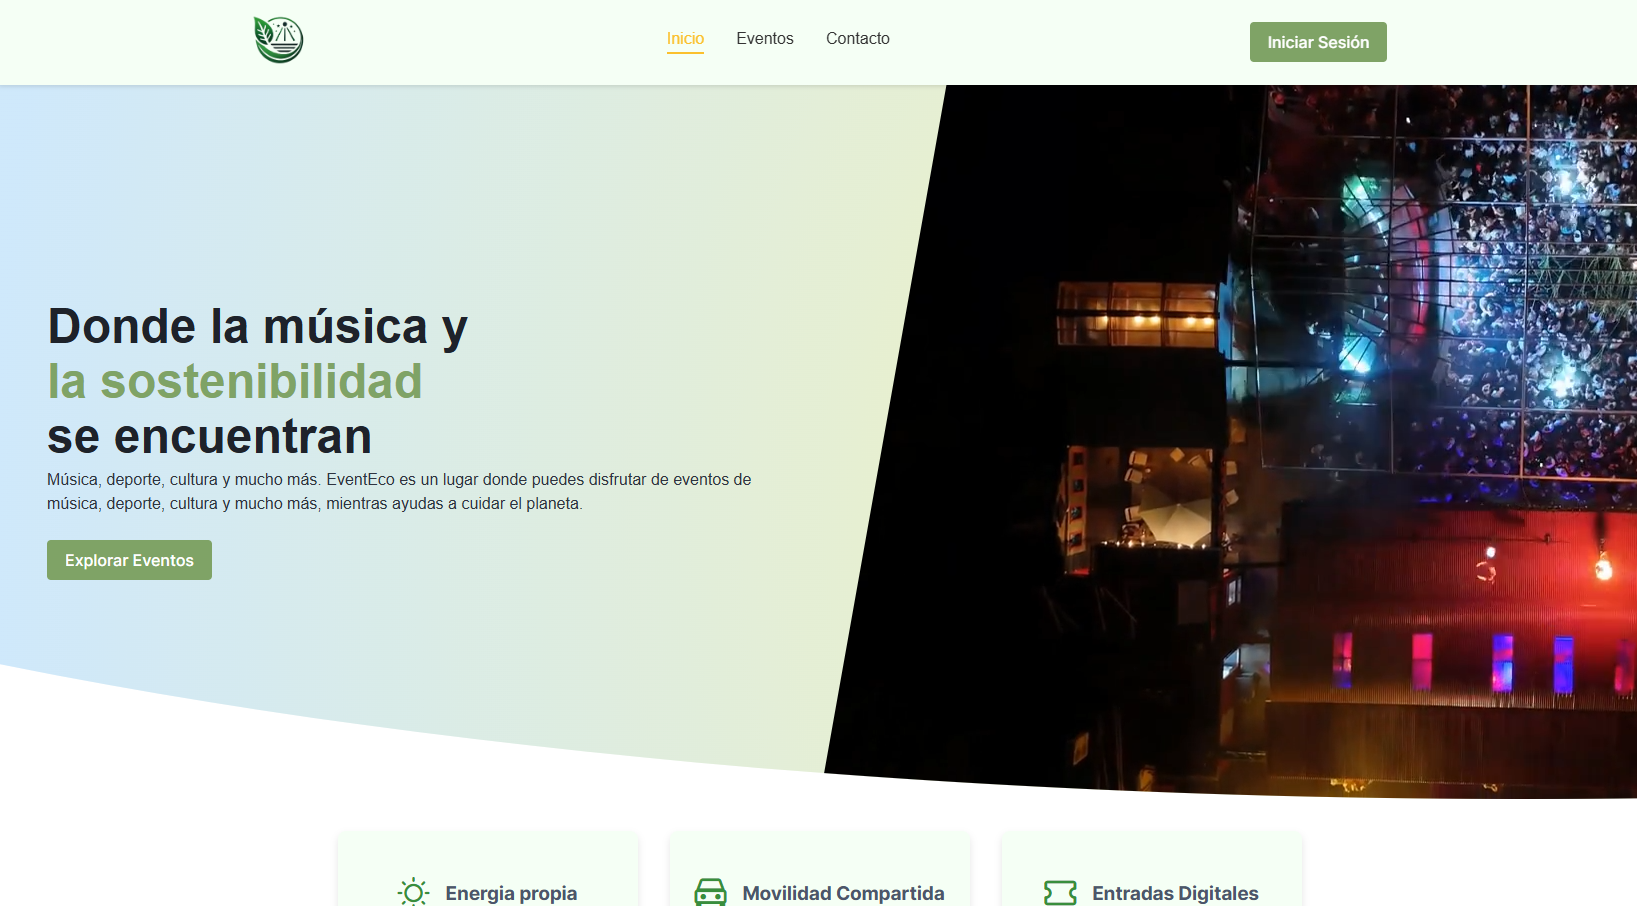 Inicio
Eventos
Contacto
Iniciar Sesión
Donde la música y
la sostenibilidad
se encuentran
Música, deporte, cultura y mucho más. EventEco es un lugar donde puedes disfrutar de eventos de
música, deporte, cultura y mucho más, mientras ayudas a cuidar el planeta.
Explorar Eventos
Energia propia
Movilidad Compartida
Entradas Digitales